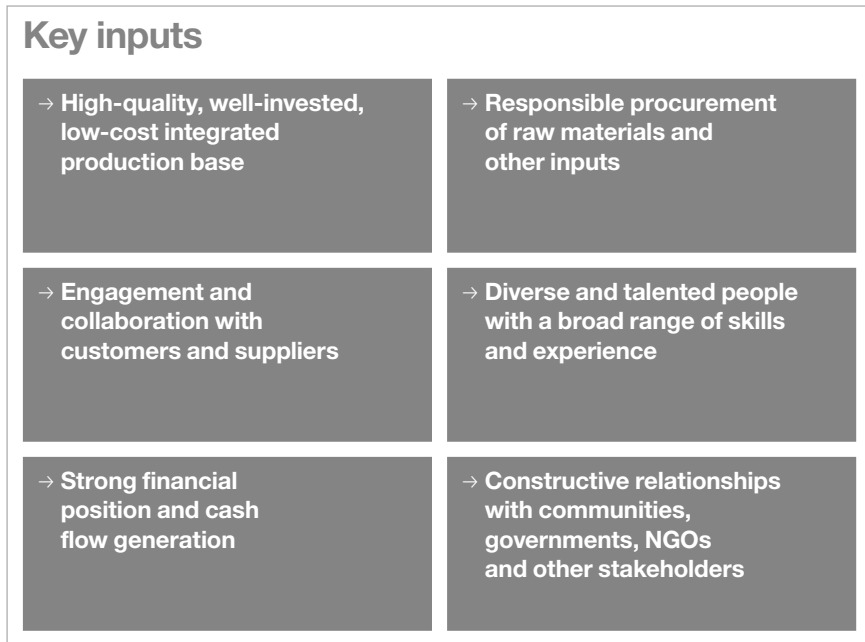 Key inputs
→ High-quality, well-invested,
low-cost integrated
production base
→ Responsible procurement
of raw materials and
other inputs
→ Engagement and
collaboration with
customers and suppliers
→ Diverse and talented people
with a broad range of skills
and experience
→ Strong financial
position and cash
flow generation
→ Constructive relationships
with communities,
governments, NGOs
and other stakeholders